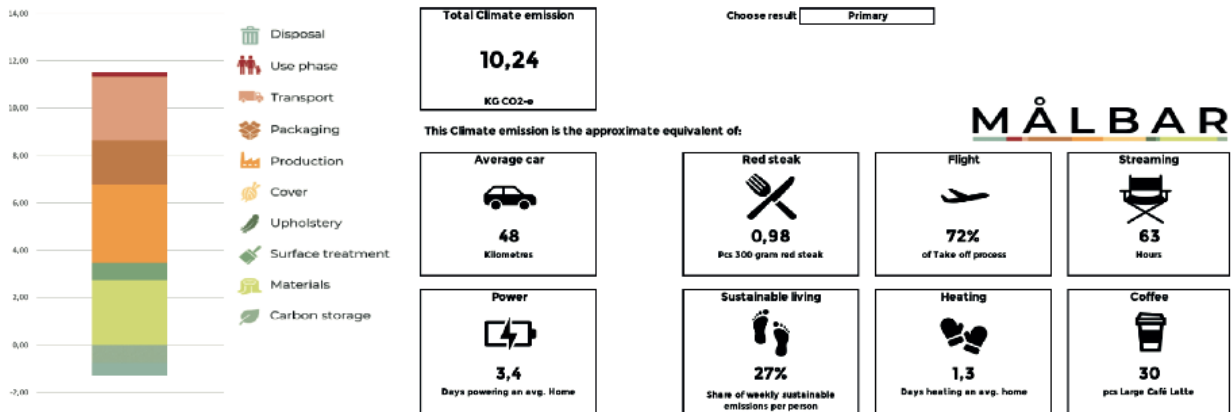 14,00
12,00
10,00
8,00
6,00
4,00
2,00
0,00
-2,00
Disposal
Use phase
Transport
Packaging
Production
Cover
Upholstery
Surface treatment
Materials
Carbon storage
Total Climate emission
10,24
KG CO2-e
Choose result Primary
MÅLBAR
This Climate emission is the approximate equivalent of:
Average car
48
Kilometres
Red steak
0,98
Pcs 300 gram red steak
Flight
72%
of Take off process
Streaming
63
Hours
Power
3,4
Days powering an avg. Home
Sustainable living
27%
Share of weekly sustainable
emissions per person
Heating
1,3
Days heating an avg. home
Coffee
30
pcs Large Café Latte